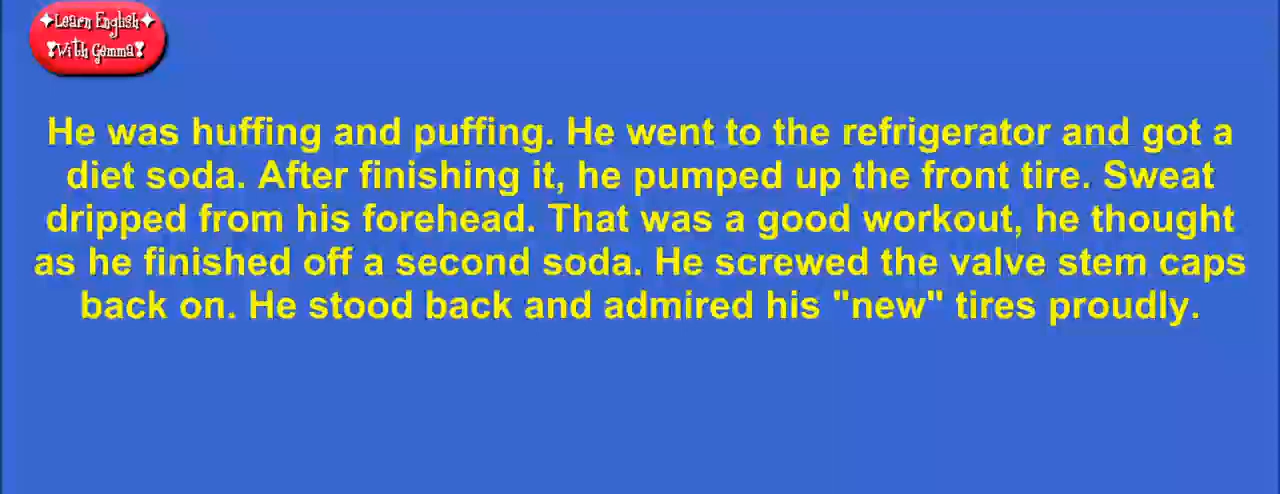 Learn English
With Gemma
He was huffing and puffing. He went to the refrigerator and got a
diet soda. After finishing it, he pumped up the front tire. Sweat
dripped from his forehead. That was a good workout, he thought
as he finished off a second soda. He screwed the valve stem caps
back on. He stood back and admired his "new" tires proudly.